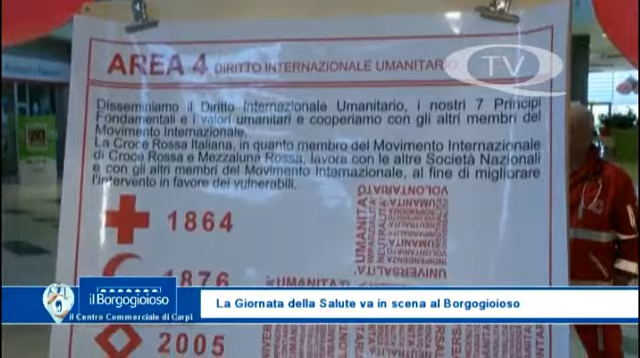 AREA 4 DIRITTO INTERNAZIONALE UMANITARIO
TV
Disseminiamo il Diritto Internazionale Umanitario, i nostri 7 Principi
Fondamentali e i valori umanitari e cooperiamo con gli altri membri del
Movimento Internazionale.
La Croce Rossa Italiana, in quanto membro del Movimento Internazionale
di Croce Rossa e Mezzaluna Rossa, lavora con le altre Società Nazionali
e con gli altri membri del Movimento Internazionale, al fine di migliorare
l'intervento in favore dei vulnerabili.
1864
1876
2005
UMANITÀ
IMPARZIALITÀ
NEUTRALITÀ
UNIVERSALITÀ
VOLONTARIATO
UMANITÀ
il Borgogioioso
il Centro Commerciale di Carpi
La Giornata della Salute va in scena al Borgogioioso